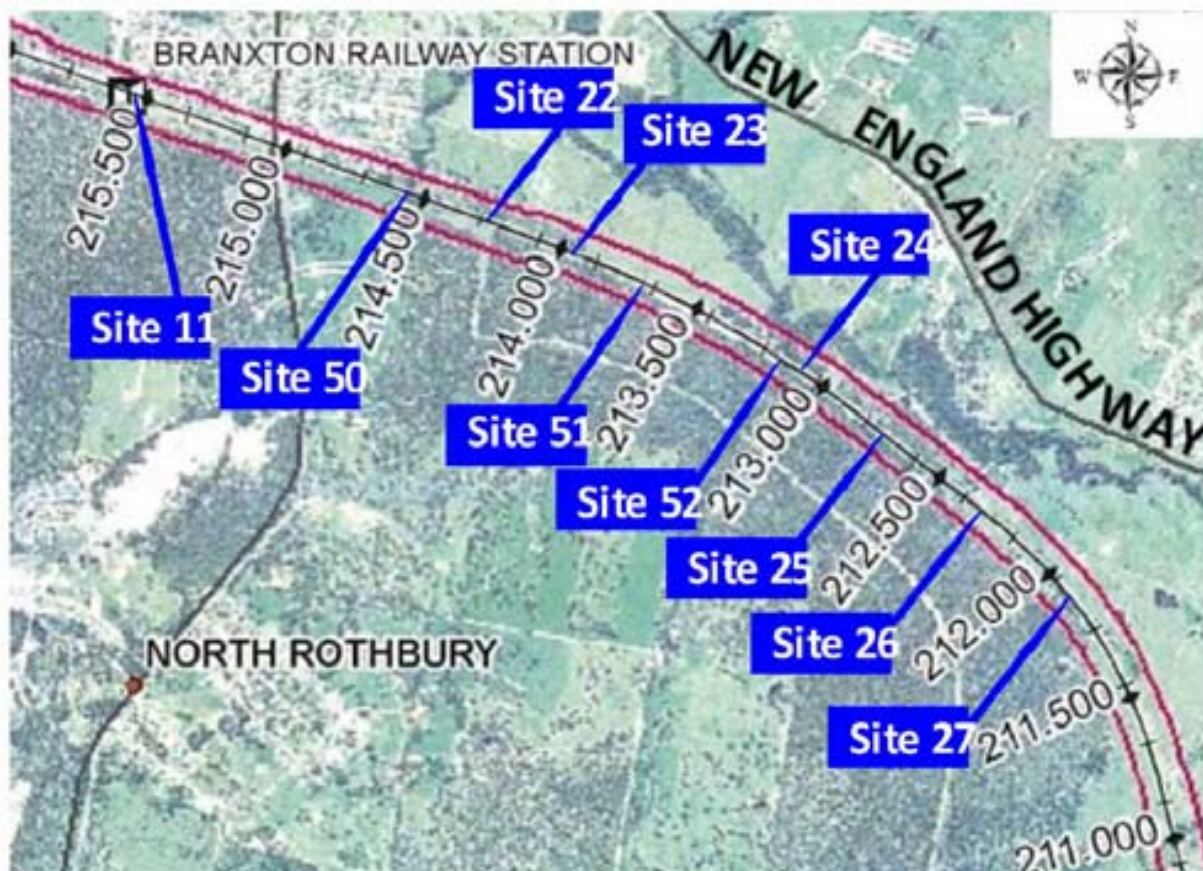 BRANXTON RAILWAY STATION
NEW ENGLAND HIGHWAY
N
W E
S
Site 22
Site 23
215.500
215.000
214.500
214.000
213.500
213.000
212.500
212.000
211.500
211.000
Site 24
Site 11
Site 50
Site 51
Site 52
Site 25
Site 26
Site 27
NORTH ROTHBURY